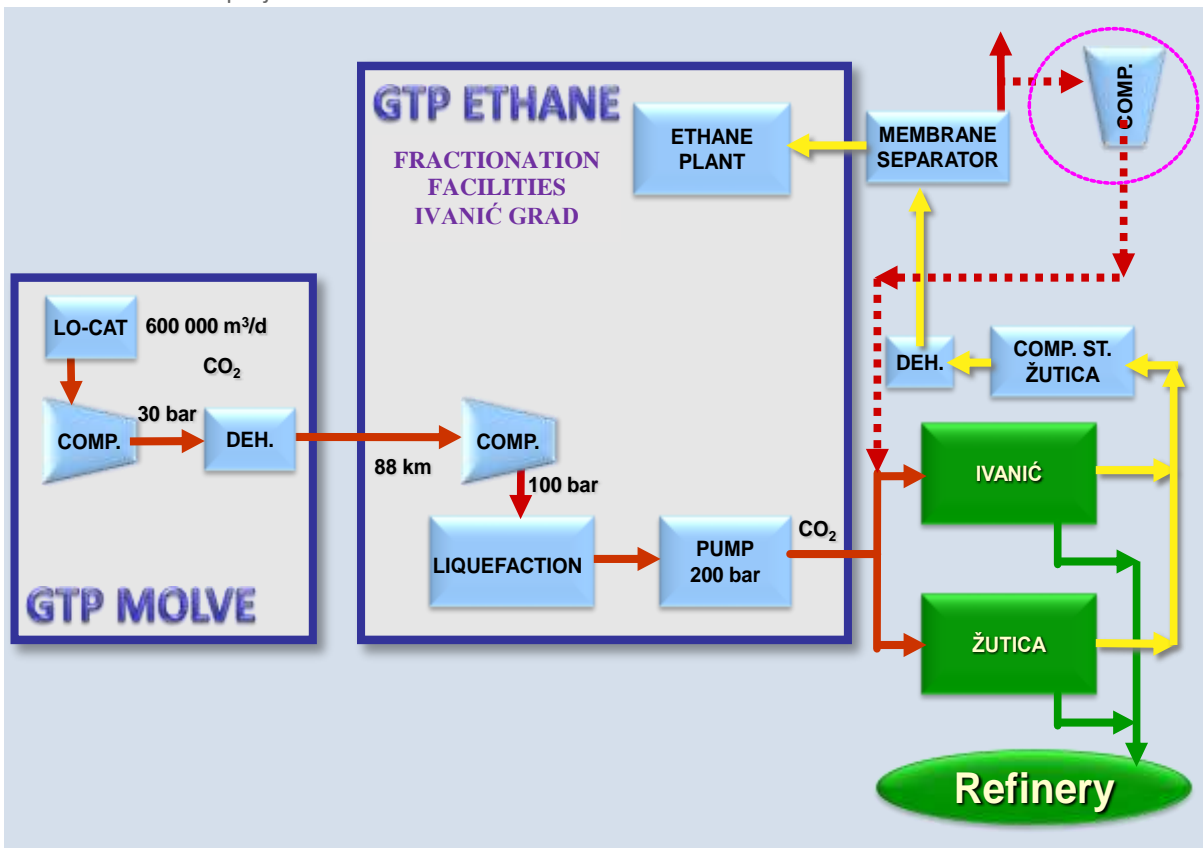 GTP ETHANE
FRACTIONATION
FACILITIES
IVANIĆ GRAD
ETHANE
PLANT
MEMBRANE
SEPARATOR
COMP.
LO-CAT
600 000 m³/d
CO₂
30 bar
COMP.
DEH.
GTP MOLVE
88 km
COMP.
100 bar
LIQUEFACTION
PUMP
200 bar
CO₂
DEH.
COMP. ST.
ŽUTICA
IVANIĆ
ŽUTICA
Refinery